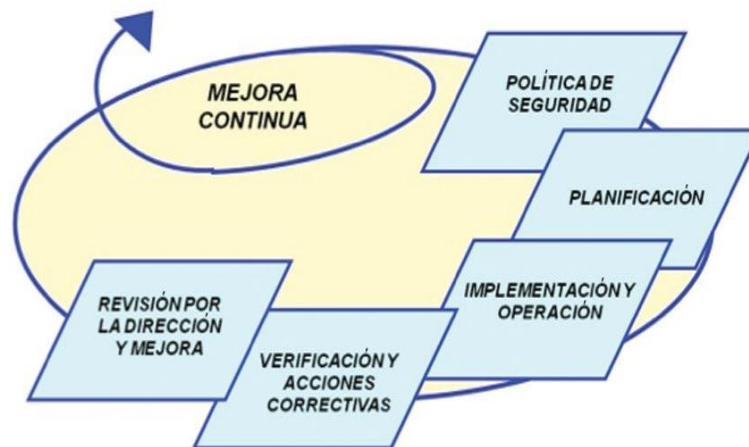 MEJORA
CONTINUA
POLÍTICA DE
SEGURIDAD
PLANIFICACIÓN
IMPLEMENTACIÓN Y
OPERACIÓN
VERIFICACIÓN Y
ACCIONES
CORRECTIVAS
REVISIÓN POR
LA DIRECCIÓN
Y MEJORA